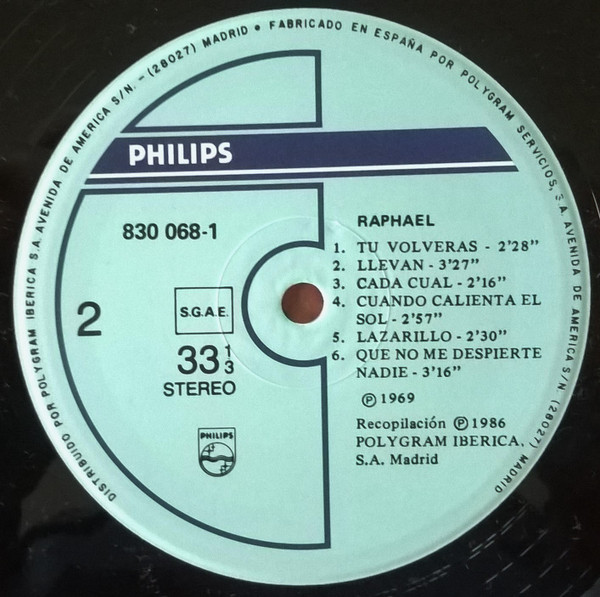 DISTRIBUIDO POR POLYGRAM IBERICA S.A. AVENIDA DE AMERICA S/N. - (28027) MADRID • FABRICADO EN ESPAÑA POR POLYGRAM SERVICIOS, S.A. AVENIDA DE AMERICA S/N. (28027) MADRID
PHILIPS
830 068-1
2
S.G.A.E.
33 1/3
STEREO
PHILIPS
RAPHAEL
1. TU VOLVERAS - 2'28”
2. LLEVAN - 3'27”
3. CADA CUAL - 2'16”
4. CUANDO CALIENTA EL
SOL - 2'57”
5. LAZARILLO - 2'30”
6. QUE NO ME DESPIERTE
NADIE - 3'16”
Ⓟ 1969
Recopilación Ⓟ 1986
POLYGRAM IBERICA,
S.A. Madrid